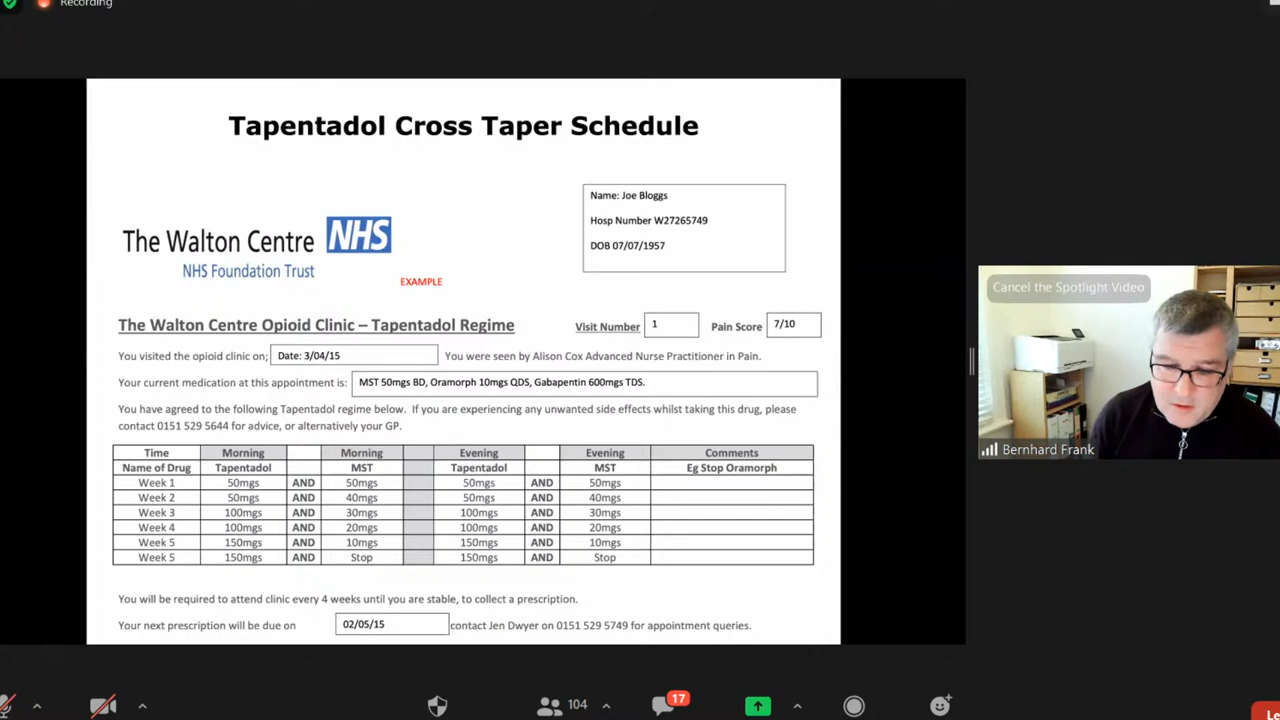 Recording
Tapentadol Cross Taper Schedule
Name: Joe Bloggs
Hosp Number W27265749
DOB 07/07/1957
The Walton Centre NHS
NHS Foundation Trust
EXAMPLE
The Walton Centre Opioid Clinic – Tapentadol Regime Visit Number 1 Pain Score 7/10
You visited the opioid clinic on; Date: 3/04/15 You were seen by Alison Cox Advanced Nurse Practitioner in Pain.
Your current medication at this appointment is: MST 50mgs BD, Oramorph 10mgs QDS, Gabapentin 600mgs TDS.
You have agreed to the following Tapentadol regime below. If you are experiencing any unwanted side effects whilst taking this drug, please
contact 0151 529 5644 for advice, or alternatively your GP.
Time Morning Morning Evening Evening Comments
Name of Drug Tapentadol MST Tapentadol MST Eg Stop Oramorph
Week 1 50mgs AND 50mgs 50mgs AND 50mgs
Week 2 50mgs AND 40mgs 50mgs AND 40mgs
Week 3 100mgs AND 30mgs 100mgs AND 30mgs
Week 4 100mgs AND 20mgs 100mgs AND 20mgs
Week 5 150mgs AND 10mgs 150mgs AND 10mgs
Week 5 150mgs AND Stop 150mgs AND Stop
You will be required to attend clinic every 4 weeks until you are stable, to collect a prescription.
Your next prescription will be due on 02/05/15 contact Jen Dwyer on 0151 529 5749 for appointment queries.
Cancel the Spotlight Video
Bernhard Frank
104
17